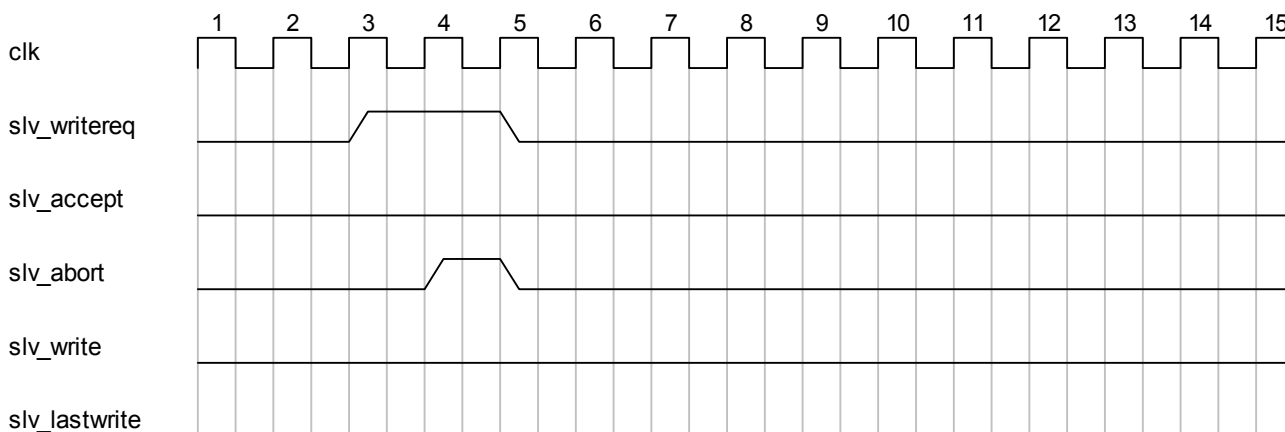 1 2 3 4 5 6 7 8 9 10 11 12 13 14 15
clk
slv_writereq
slv_accept
slv_abort
slv_write
slv_lastwrite